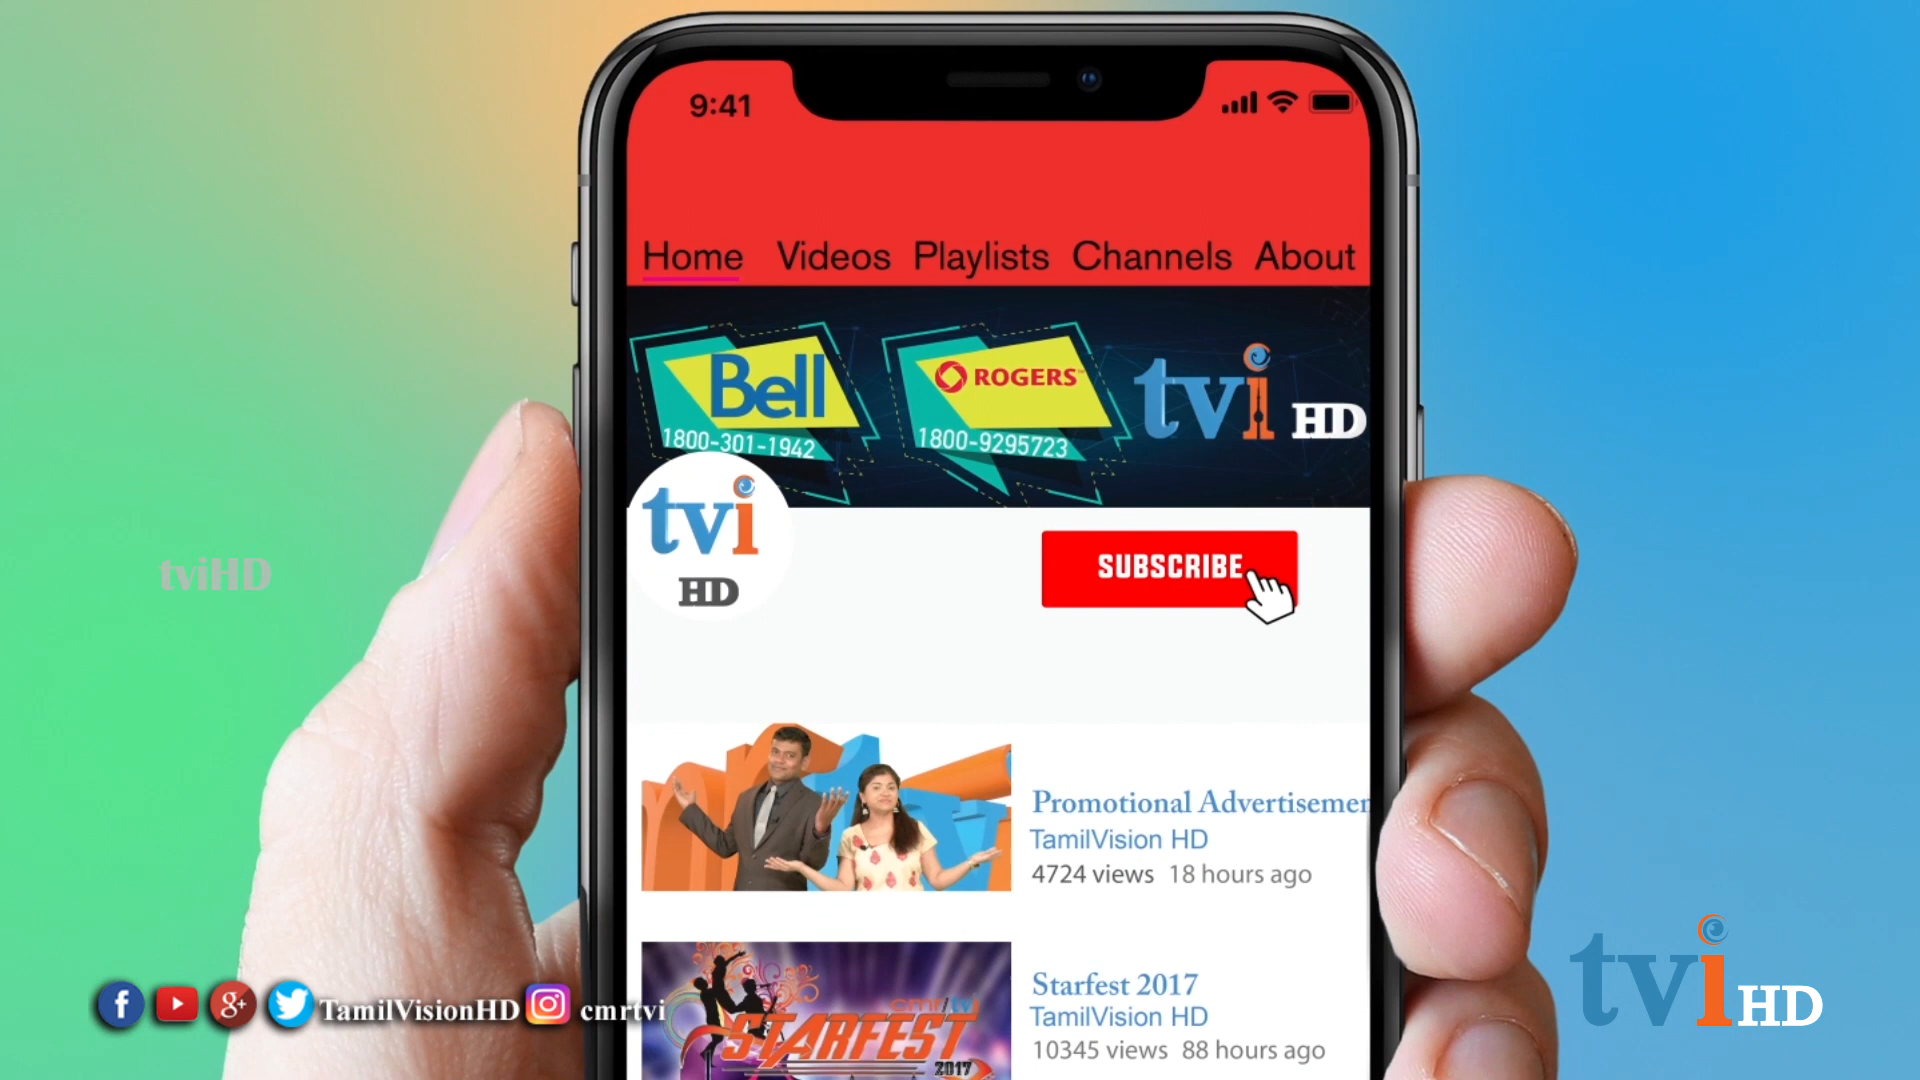 9:41
Home Videos Playlists Channels About
Bell
1800-301-1942
ROGERS
1800-9295723
tvi HD
tvi
HD
SUBSCRIBE
tviHD
Promotional Advertisemen
TamilVision HD
4724 views 18 hours ago
Starfest 2017
TamilVision HD
10345 views 88 hours ago
cmr/tvi
STARFEST
2017
f g+ TamilVisionHD cmrtvi
tvi HD